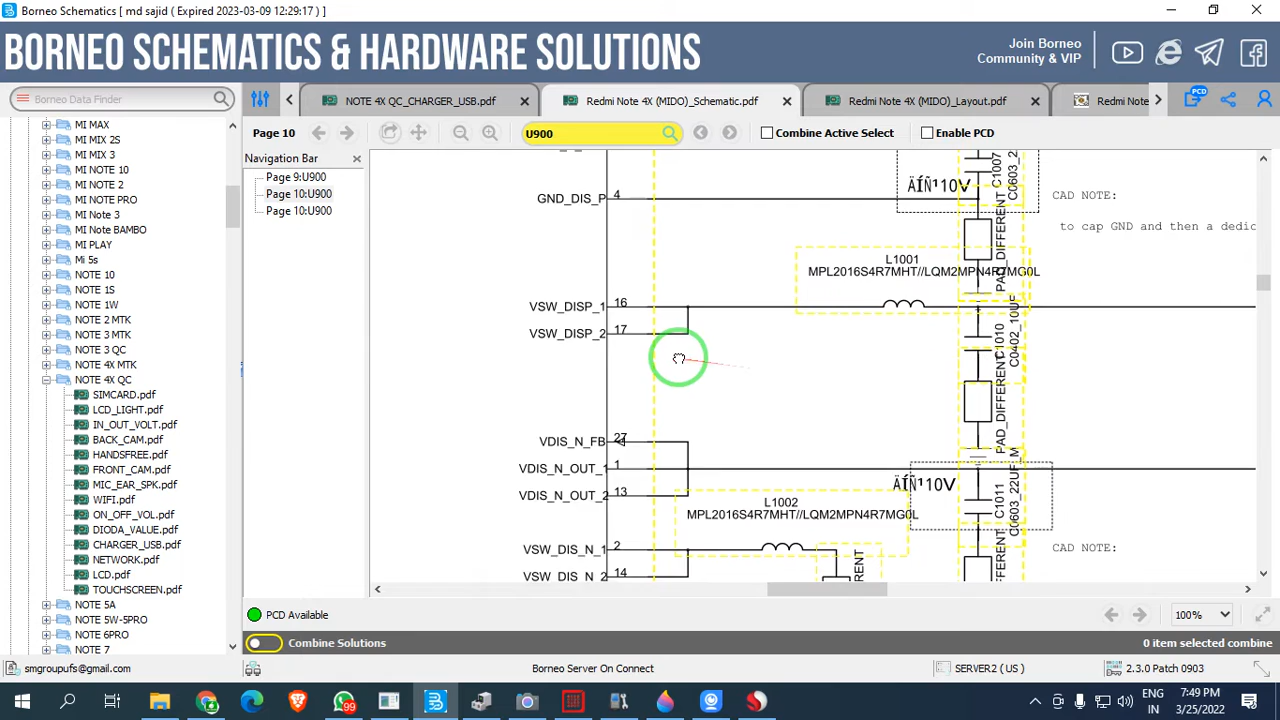 Borneo Schematics [ md sajid ( Expired 2023-03-09 12:29:17 ) ]
BORNEO SCHEMATICS & HARDWARE SOLUTIONS
Join Borneo
Community & VIP
Borneo Data Finder
NOTE 4X QC_CHARGER_USB.pdf
Redmi Note 4X (MIDO)_Schematic.pdf
Redmi Note 4X (MIDO)_Layout.pdf
Redmi Note
PCD
Page 10
U900
Combine Active Select
Enable PCD
Navigation Bar
Page 9:U900
Page 10:U900
Page 10:U900
MI MAX
MI MIX 2S
MI MIX 3
MI NOTE 10
MI NOTE 2
MI NOTE PRO
MI Note 3
MI Note BAMBO
MI PLAY
Mi 5s
NOTE 10
NOTE 1S
NOTE 1W
NOTE 2 MTK
NOTE 3 MTK
NOTE 3 QC
NOTE 4X MTK
NOTE 4X QC
SIMCARD.pdf
LCD_LIGHT.pdf
IN_OUT_VOLT.pdf
BACK_CAM.pdf
HANDSFREE.pdf
FRONT_CAM.pdf
MIC_EAR_SPK.pdf
WIFI.pdf
ON_OFF_VOL.pdf
DIODA_VALUE.pdf
CHARGER_USB.pdf
NETWORK.pdf
LCD.pdf
TOUCHSCREEN.pdf
NOTE 5A
NOTE 5W-5PRO
NOTE 6PRO
NOTE 7
GND_DIS_P 4
ÄÍÑ¹10V
C1007
CAD NOTE:
to cap GND and then a dedic
PAD_DIFFERENT
L1001
MPL2016S4R7MHT//LQM2MPN4R7MG0L
VSW_DISP_1 16
VSW_DISP_2 17
C1010
C0402_10UF
PAD_DIFFERENT
VDIS_N_FB 27
VDIS_N_OUT_1 1
VDIS_N_OUT_2 13
ÄÍÑ¹10V
C1011
C0603_22UF_M
L1002
MPL2016S4R7MHT//LQM2MPN4R7MG0L
VSW_DIS_N_1 2
VSW_DIS_N_2 14
CAD NOTE:
PCD Available
100%
Combine Solutions
0 item selected combine
smgroupufs@gmail.com
Borneo Server On Connect
SERVER2 ( US )
2.3.0 Patch 0903
99
ENG
IN
7:49 PM
3/25/2022